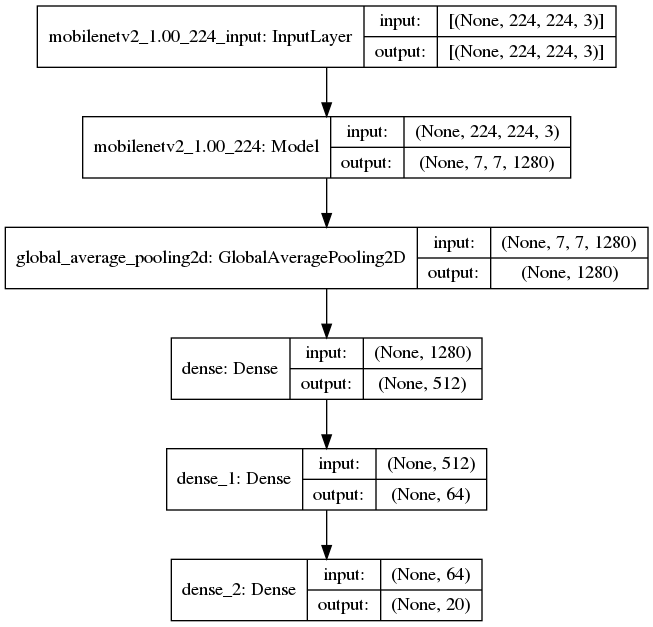 mobilenetv2_1.00_224_input: InputLayer
input: [(None, 224, 224, 3)]
output: [(None, 224, 224, 3)]
mobilenetv2_1.00_224: Model
input: (None, 224, 224, 3)
output: (None, 7, 7, 1280)
global_average_pooling2d: GlobalAveragePooling2D
input: (None, 7, 7, 1280)
output: (None, 1280)
dense: Dense
input: (None, 1280)
output: (None, 512)
dense_1: Dense
input: (None, 512)
output: (None, 64)
dense_2: Dense
input: (None, 64)
output: (None, 20)